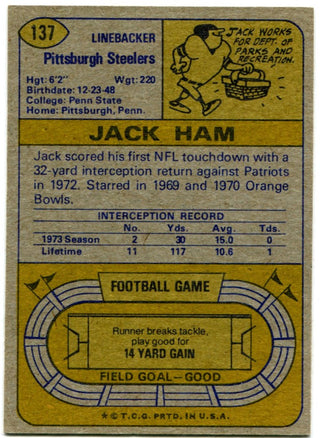 137
LINEBACKER
Pittsburgh Steelers
Hgt: 6'2" Wgt: 220
Birthdate: 12-23-48
College: Penn State
Home: Pittsburgh, Penn.
JACK WORKS
FOR DEPT. OF
PARKS AND
RECREATION.
JACK HAM
Jack scored his first NFL touchdown with a
32-yard interception return against Patriots
in 1972. Starred in 1969 and 1970 Orange
Bowls.
INTERCEPTION RECORD
No. Yds. Avg. Tds.
1973 Season 2 30 15.0 0
Lifetime 11 117 10.6 1
FOOTBALL GAME
Runner breaks tackle,
play good for
14 YARD GAIN
FIELD GOAL—GOOD
* © T.C.G. PRTD. IN U.S.A.